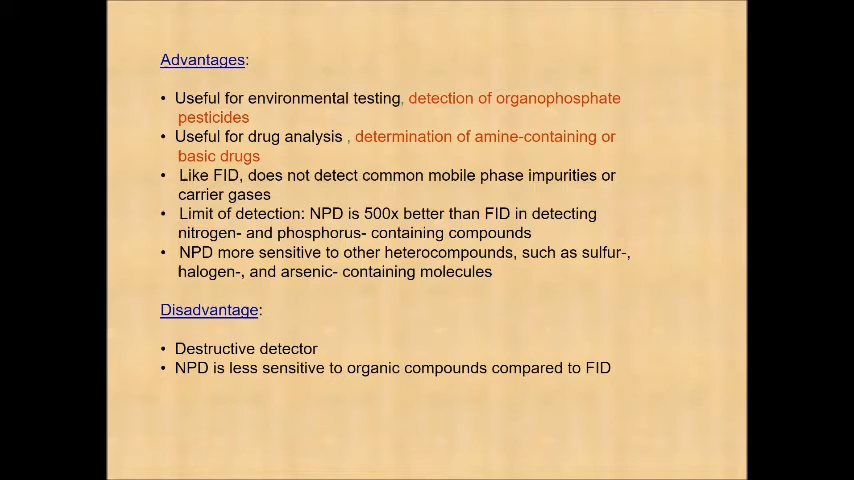 Advantages:
• Useful for environmental testing, detection of organophosphate
pesticides
• Useful for drug analysis , determination of amine-containing or
basic drugs
• Like FID, does not detect common mobile phase impurities or
carrier gases
• Limit of detection: NPD is 500x better than FID in detecting
nitrogen- and phosphorus- containing compounds
• NPD more sensitive to other heterocompounds, such as sulfur-,
halogen-, and arsenic- containing molecules
Disadvantage:
• Destructive detector
• NPD is less sensitive to organic compounds compared to FID